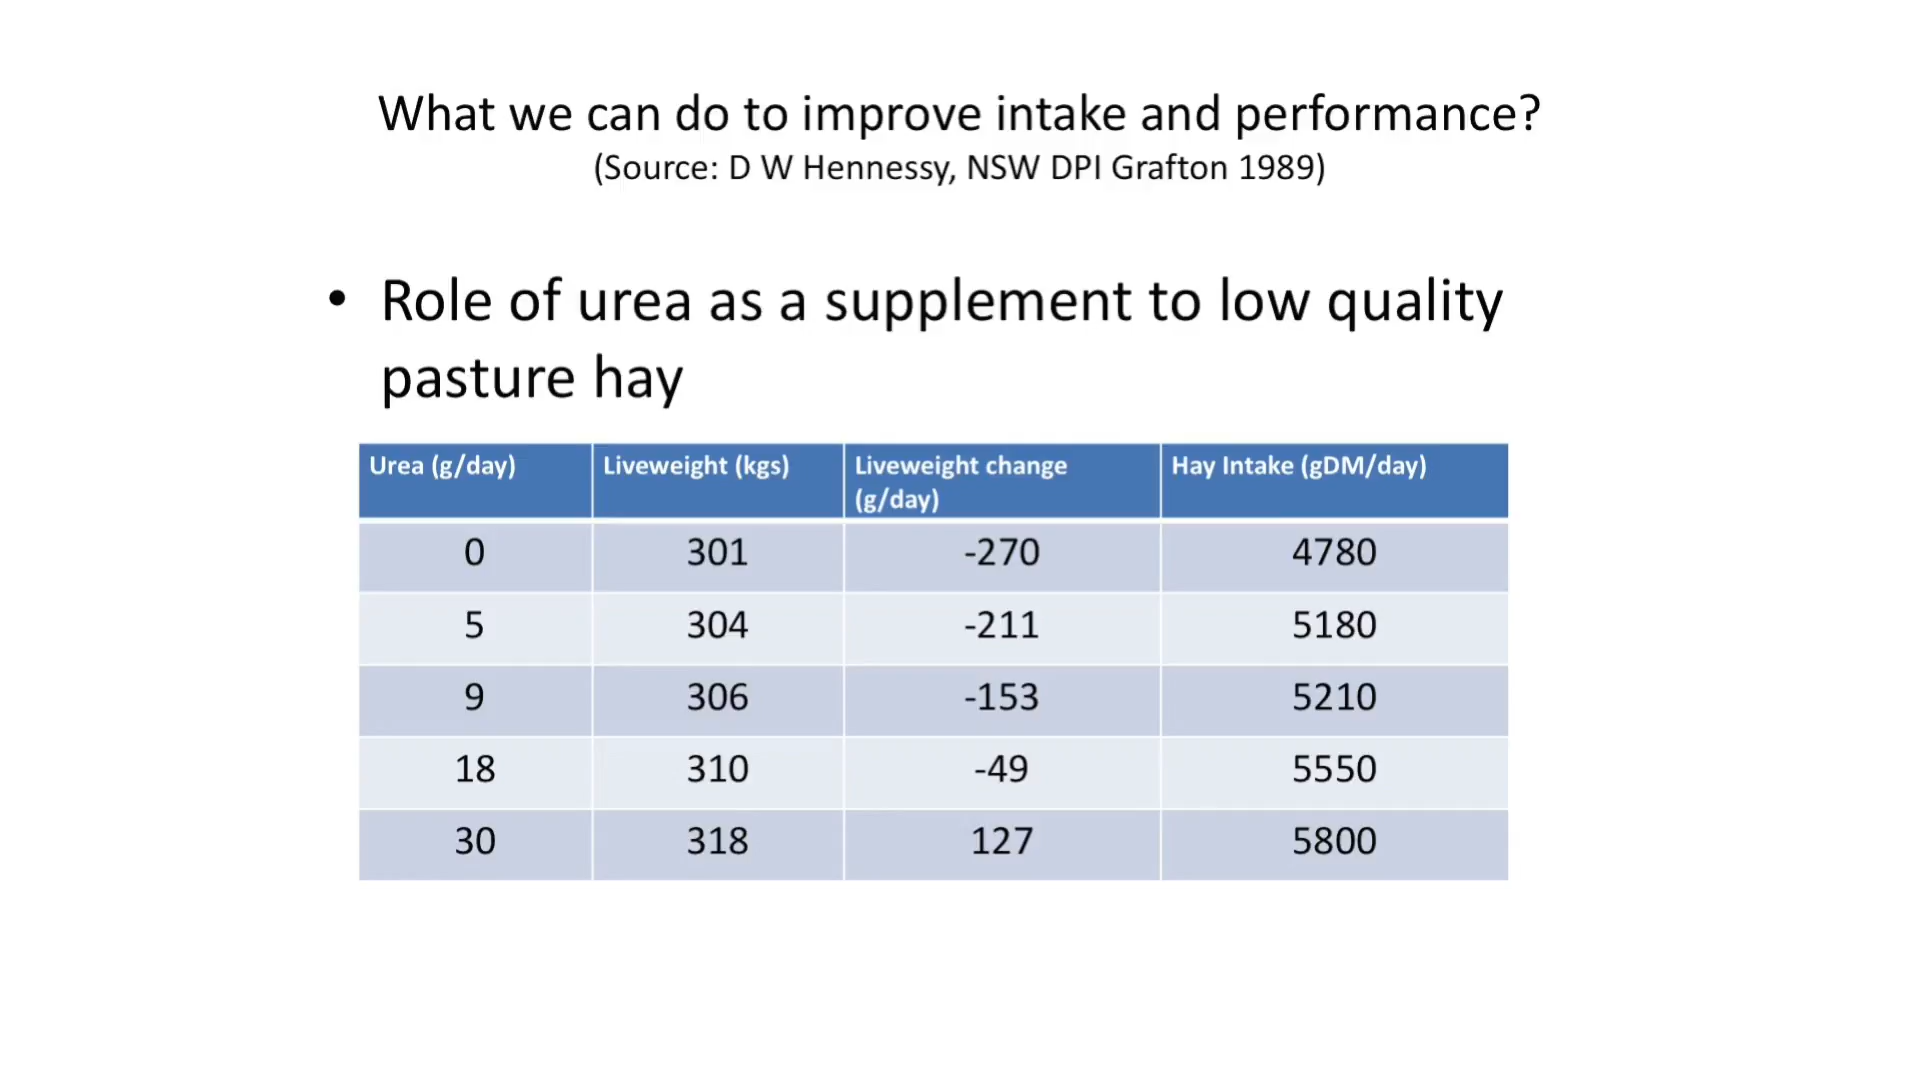 What we can do to improve intake and performance?
(Source: D W Hennessy, NSW DPI Grafton 1989)
• Role of urea as a supplement to low quality
pasture hay
Urea (g/day) Liveweight (kgs) Liveweight change (g/day) Hay Intake (gDM/day)
0 301 -270 4780
5 304 -211 5180
9 306 -153 5210
18 310 -49 5550
30 318 127 5800